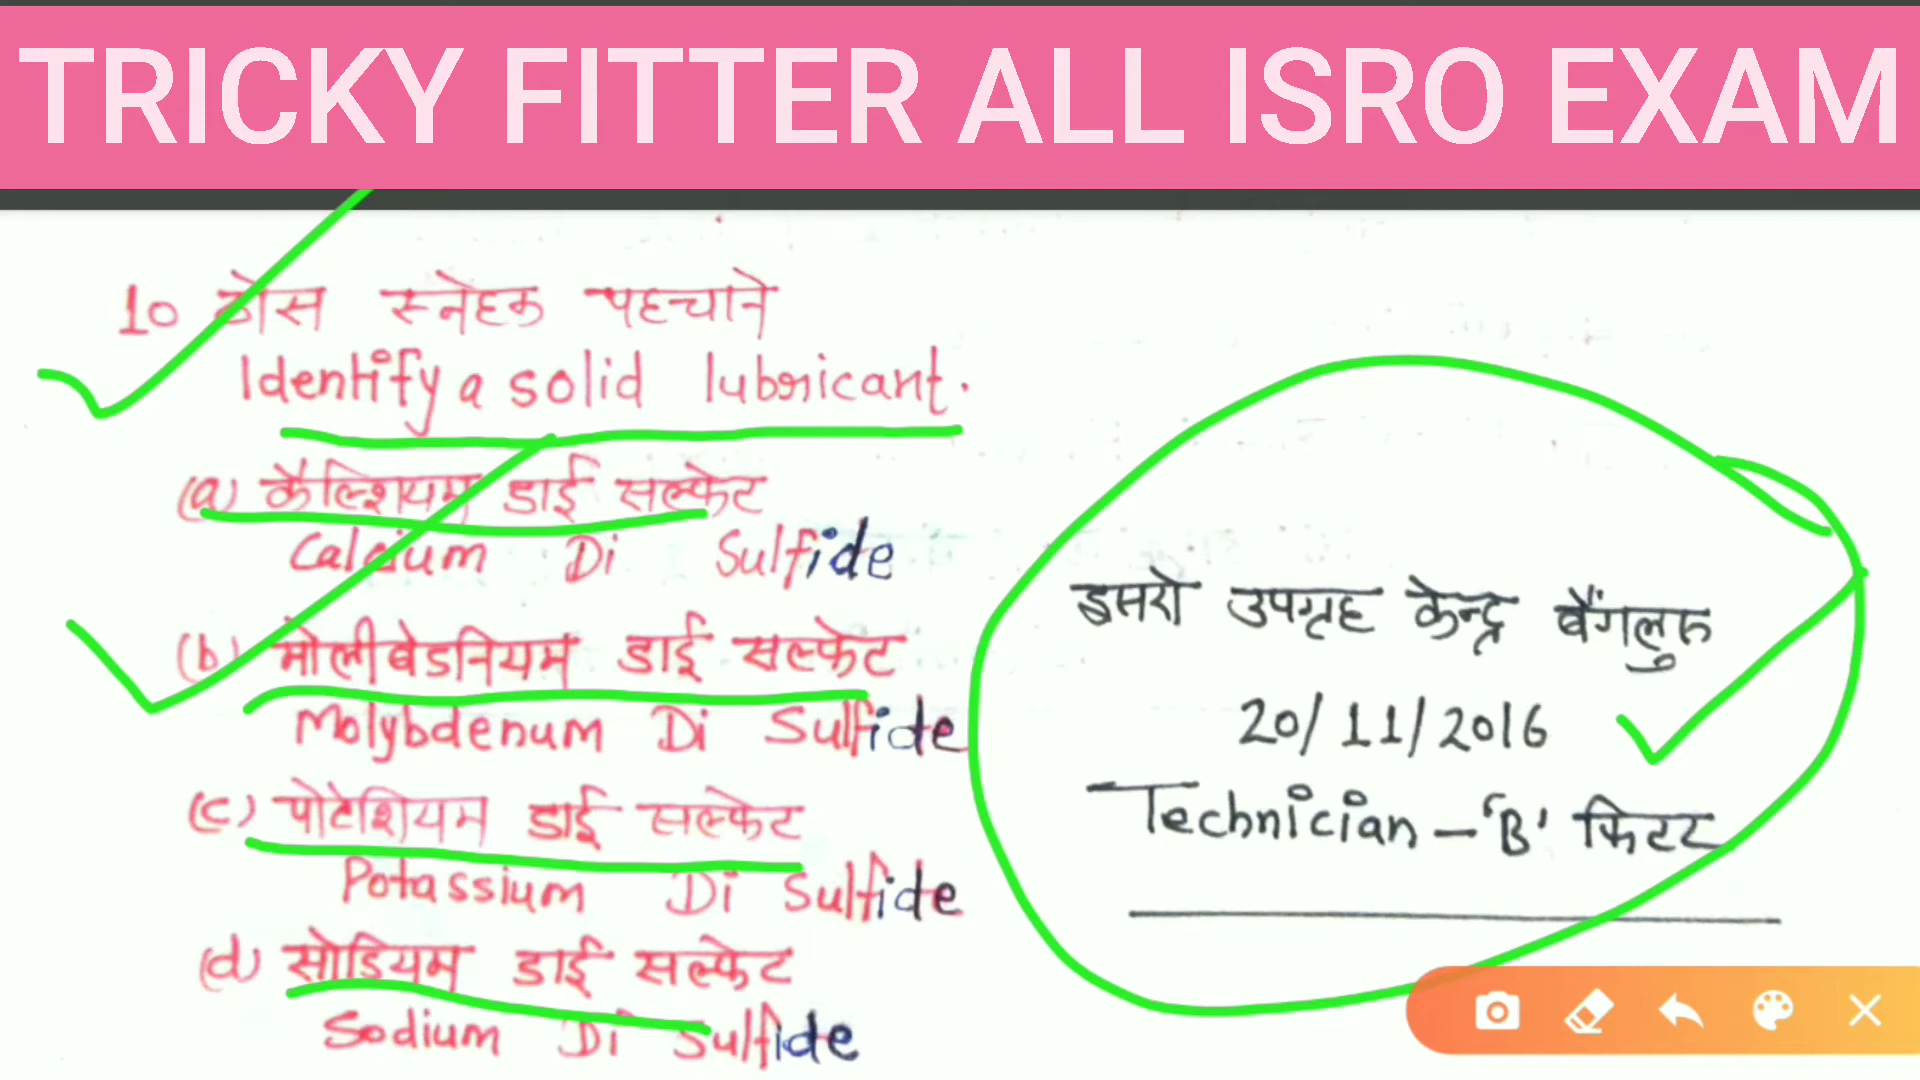 TRICKY FITTER ALL ISRO EXAM
10 ठोस स्नेहक पहचाने
Identify a solid lubricant.
(a) कैल्शियम डाई सल्फेट
Calcium Di Sulfide
(b) मोलीबेडनियम डाई सल्फेट
Molybdenum Di Sulfide
(c) पोटेशियम डाई सल्फेट
Potassium Di Sulfide
(d) सोडियम डाई सल्फेट
Sodium Di Sulfide
इसरो उपग्रह केन्द्र बैंगलुरु
20/11/2016
Technician-'B' फिटर